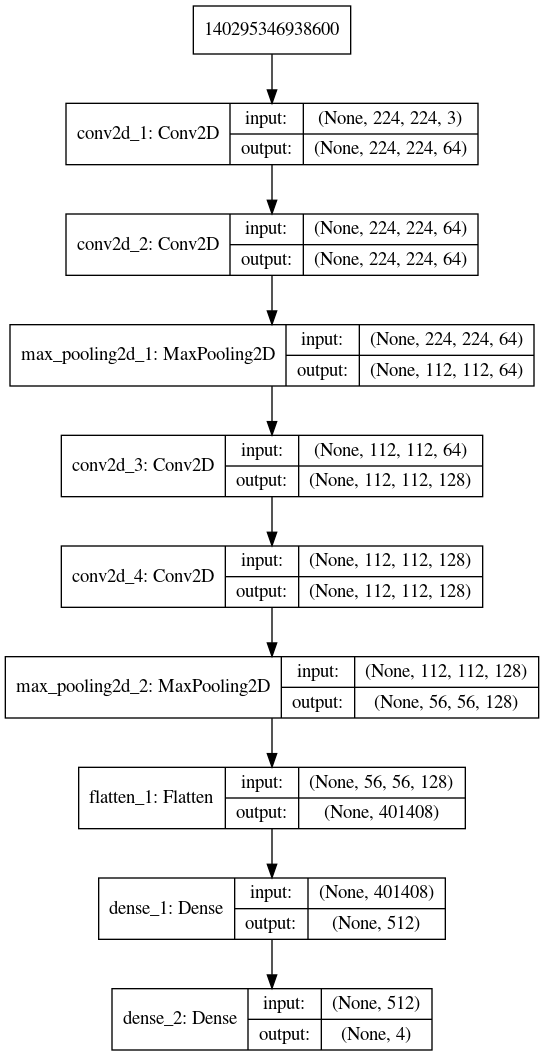 140295346938600
conv2d_1: Conv2D
input:
(None, 224, 224, 3)
output:
(None, 224, 224, 64)
conv2d_2: Conv2D
input:
(None, 224, 224, 64)
output:
(None, 224, 224, 64)
max_pooling2d_1: MaxPooling2D
input:
(None, 224, 224, 64)
output:
(None, 112, 112, 64)
conv2d_3: Conv2D
input:
(None, 112, 112, 64)
output:
(None, 112, 112, 128)
conv2d_4: Conv2D
input:
(None, 112, 112, 128)
output:
(None, 112, 112, 128)
max_pooling2d_2: MaxPooling2D
input:
(None, 112, 112, 128)
output:
(None, 56, 56, 128)
flatten_1: Flatten
input:
(None, 56, 56, 128)
output:
(None, 401408)
dense_1: Dense
input:
(None, 401408)
output:
(None, 512)
dense_2: Dense
input:
(None, 512)
output:
(None, 4)